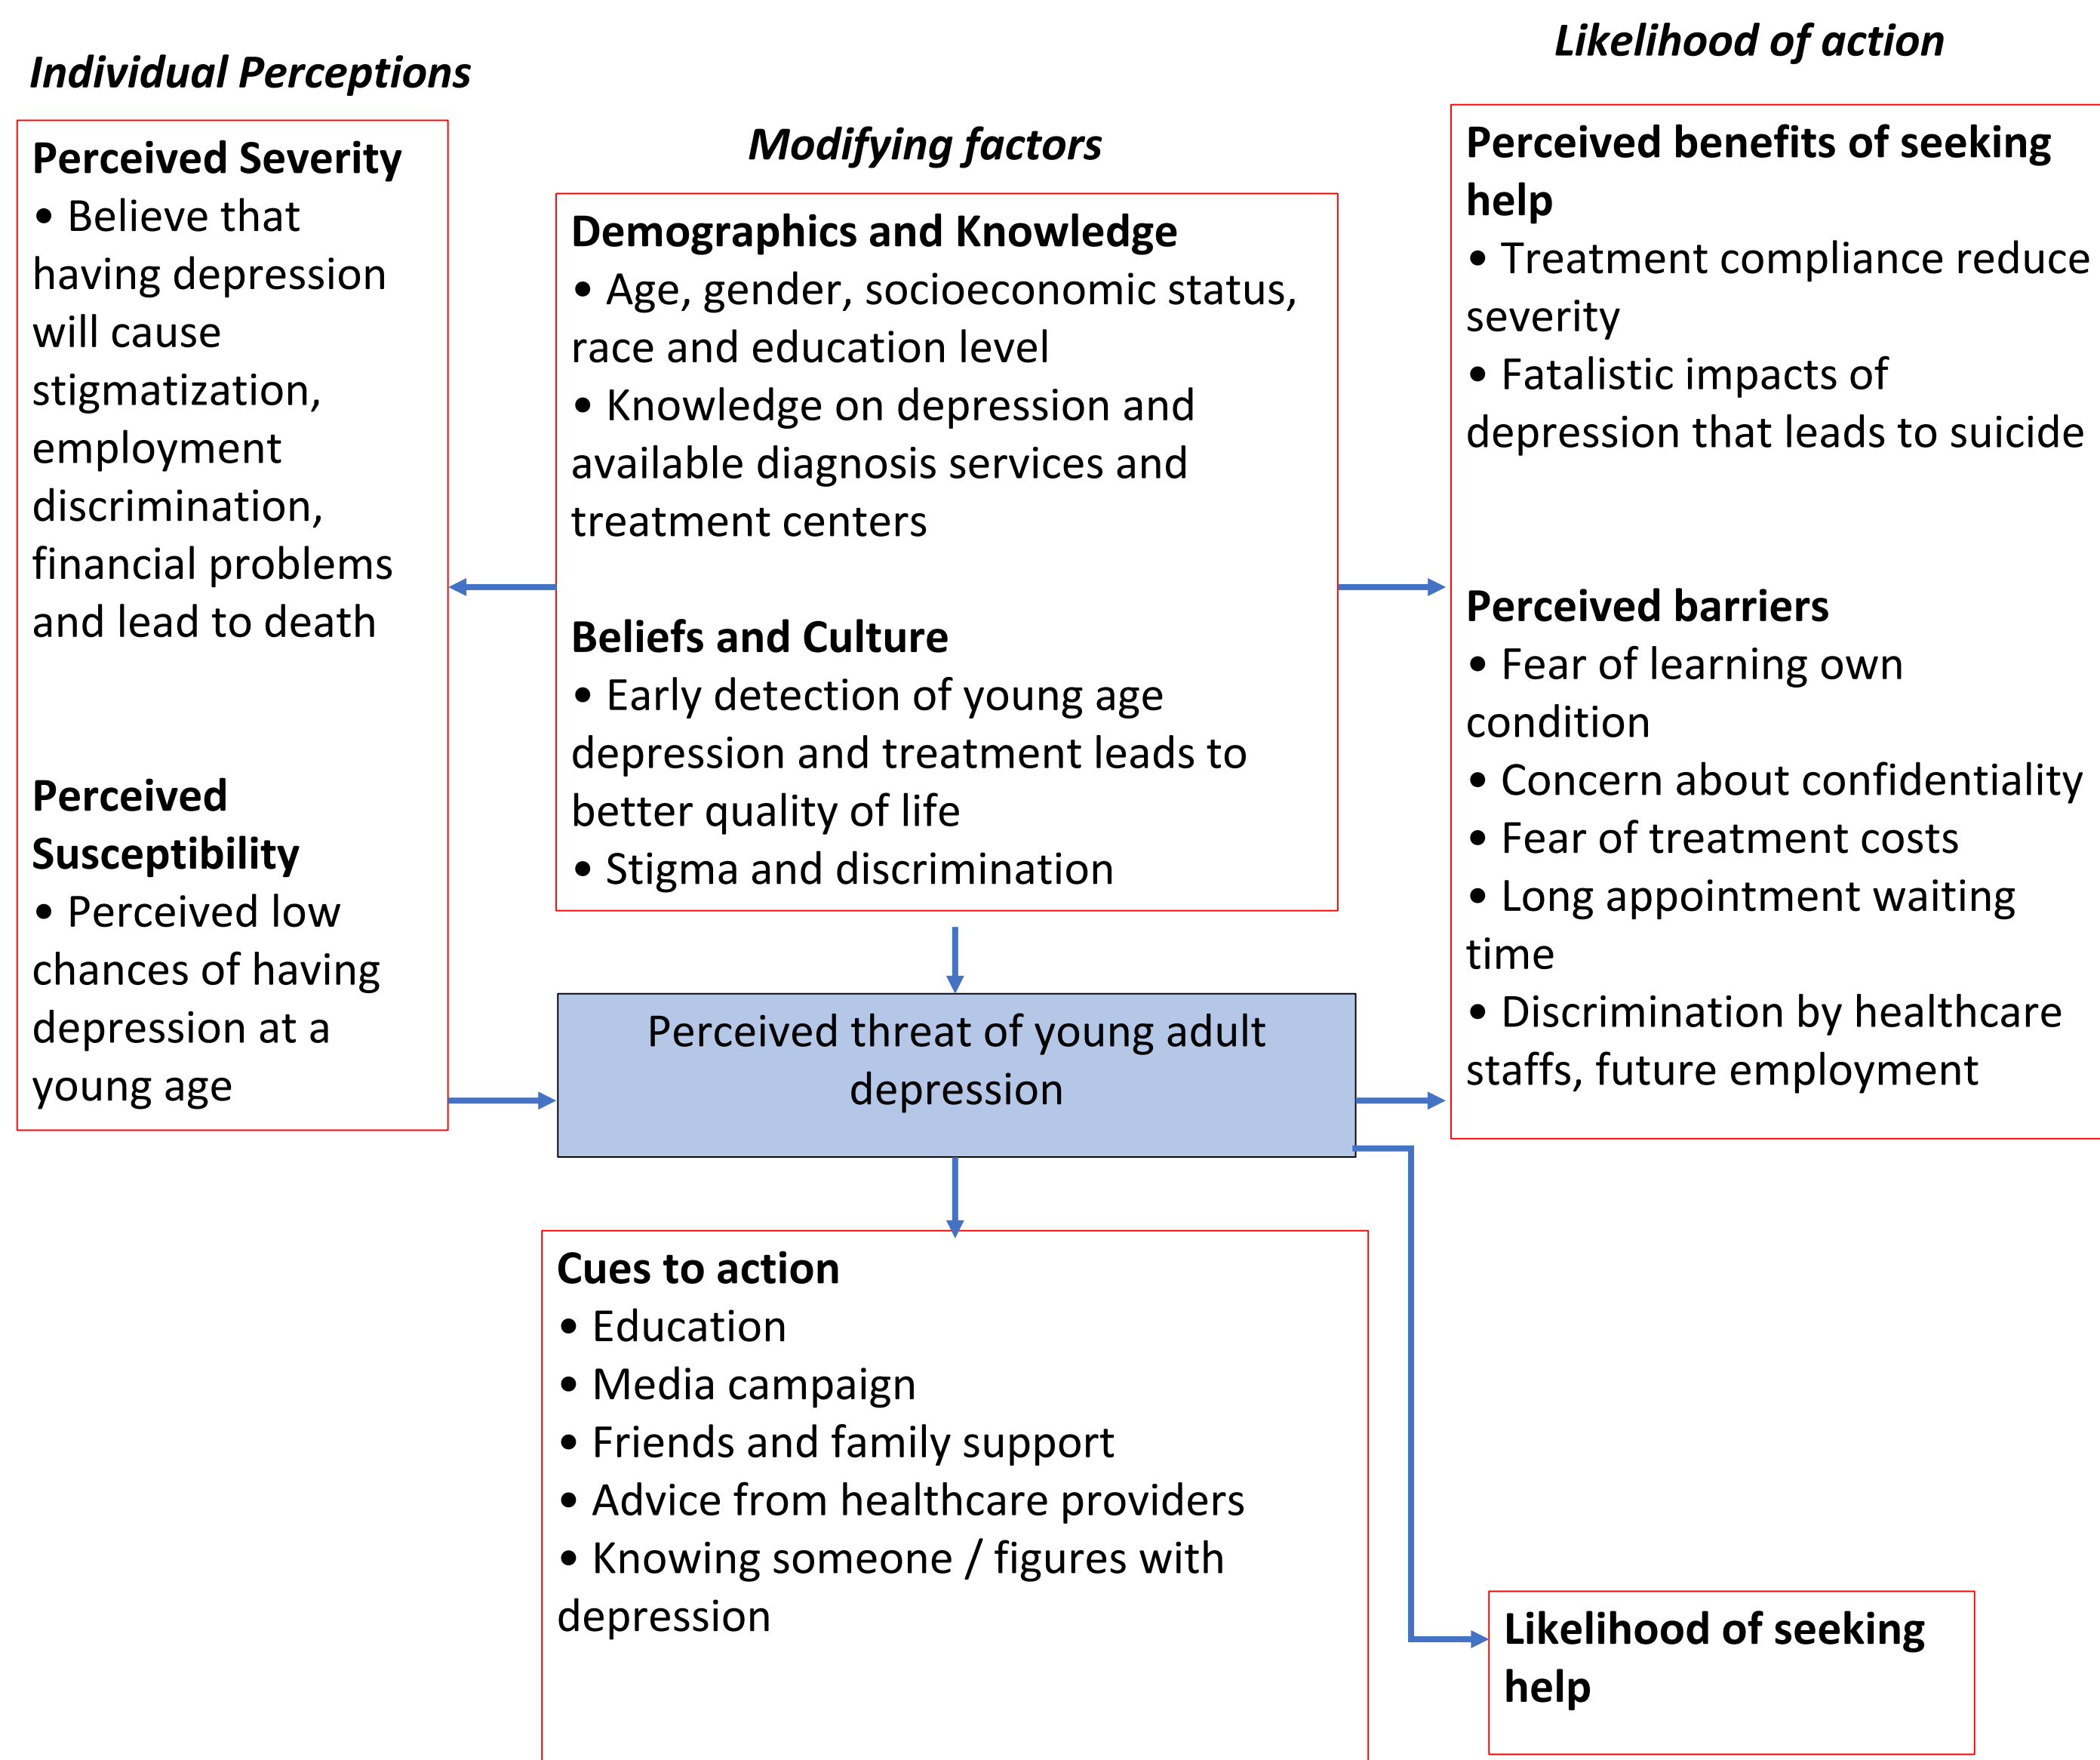 Individual Perceptions
Perceived Severity
• Believe that
having depression
will cause
stigmatization,
employment
discrimination,
financial problems
and lead to death
Perceived
Susceptibility
• Perceived low
chances of having
depression at a
young age
Modifying factors
Demographics and Knowledge
• Age, gender, socioeconomic status,
race and education level
• Knowledge on depression and
available diagnosis services and
treatment centers
Beliefs and Culture
• Early detection of young age
depression and treatment leads to
better quality of life
• Stigma and discrimination
Perceived threat of young adult
depression
Cues to action
• Education
• Media campaign
• Friends and family support
• Advice from healthcare providers
• Knowing someone / figures with
depression
Likelihood of action
Perceived benefits of seeking
help
• Treatment compliance reduce
severity
• Fatalistic impacts of
depression that leads to suicide
Perceived barriers
• Fear of learning own
condition
• Concern about confidentiality
• Fear of treatment costs
• Long appointment waiting
time
• Discrimination by healthcare
staffs, future employment
Likelihood of seeking
help